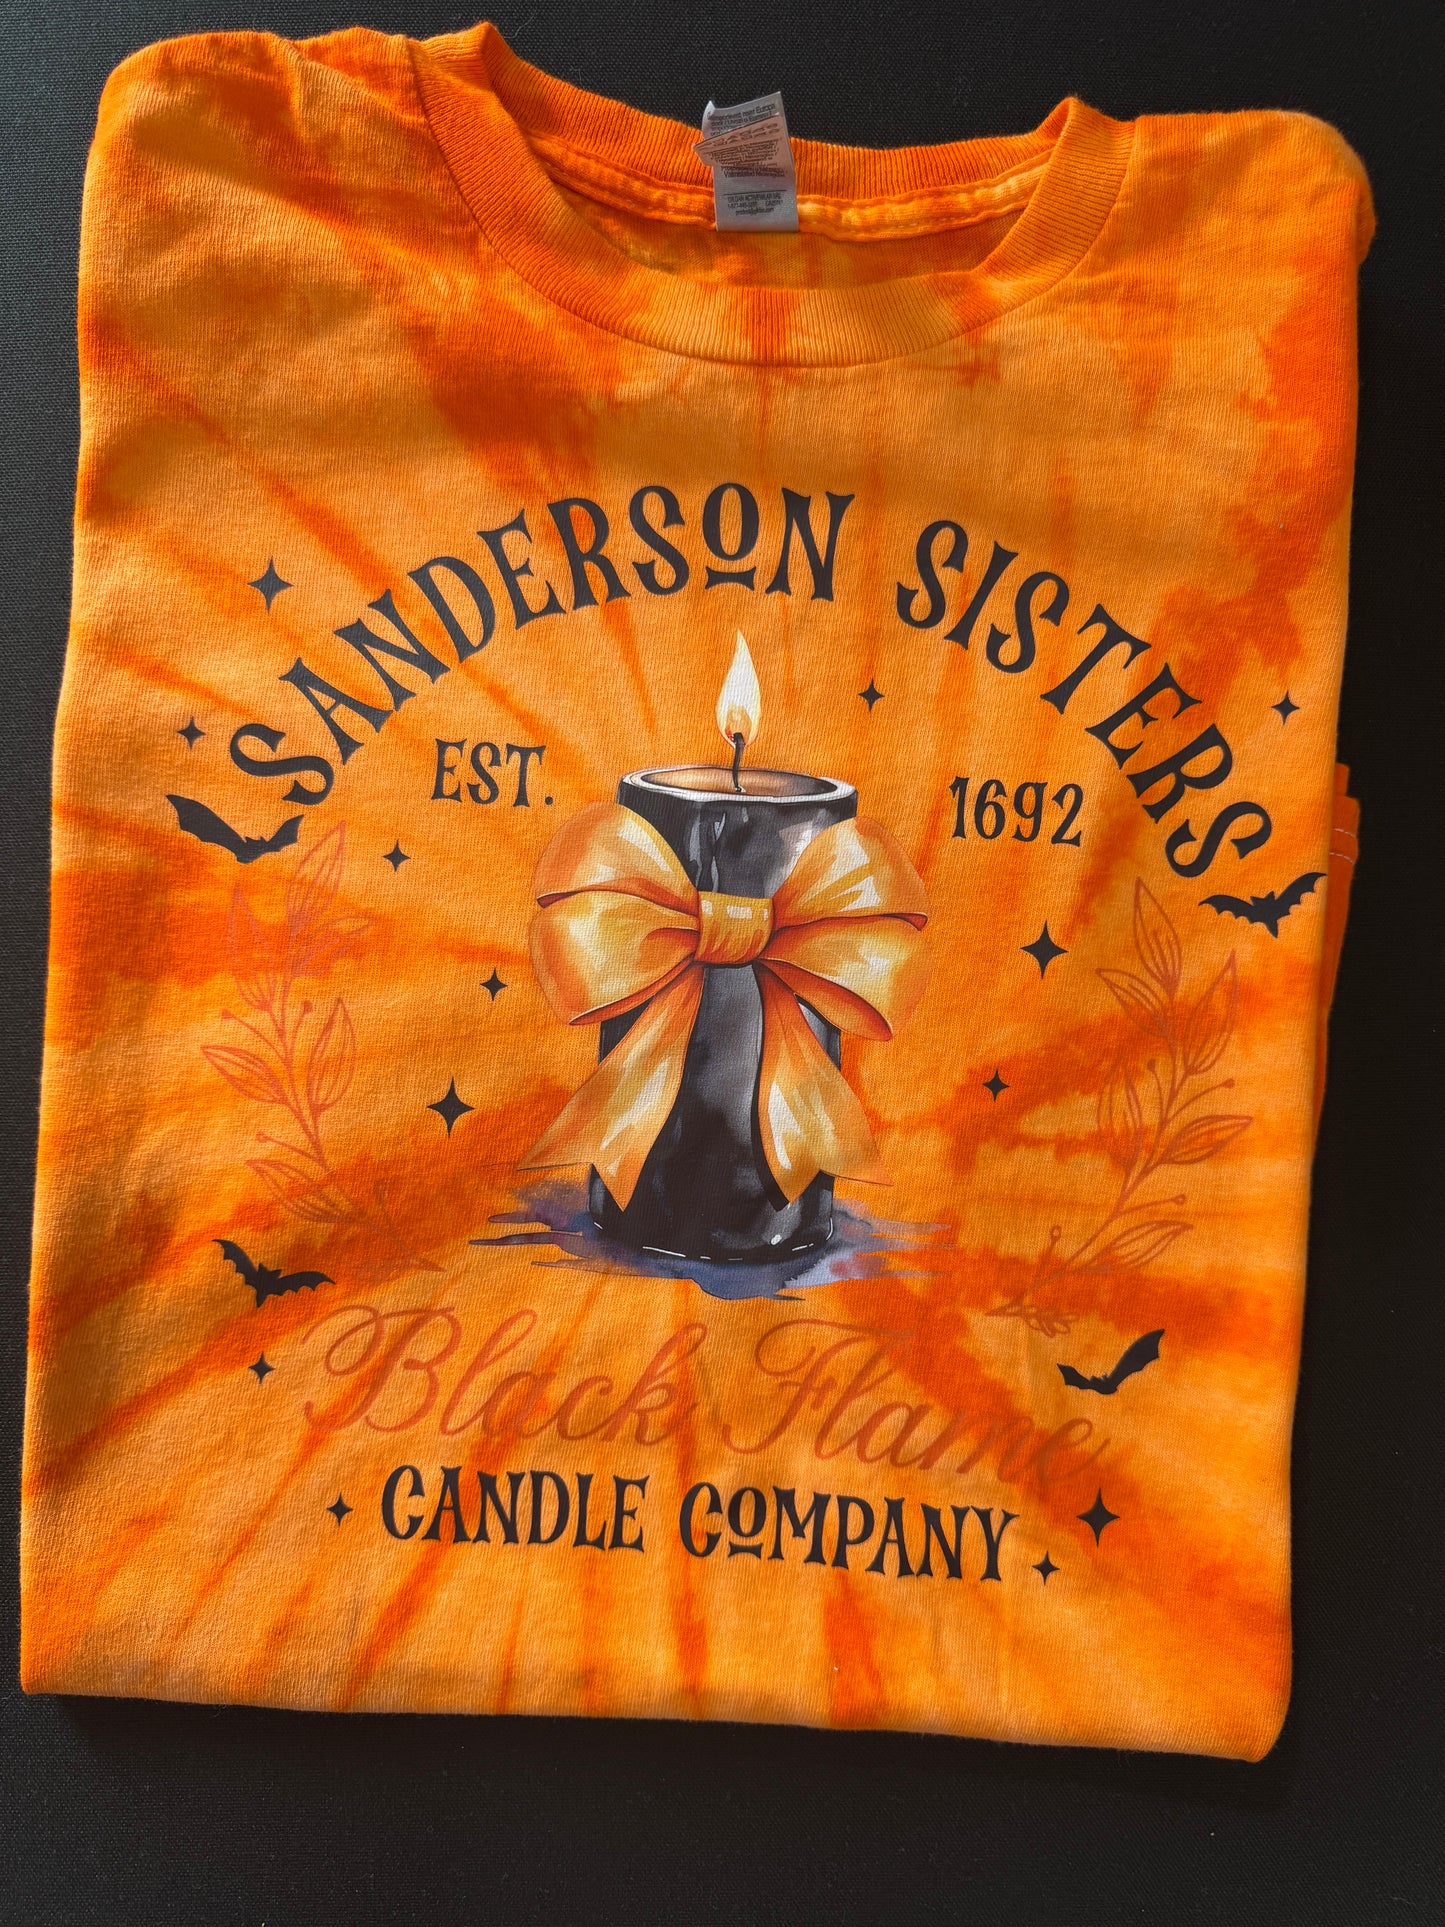 SANDERSON SISTERS
EST. 1692
Black Flame
CANDLE COMPANY